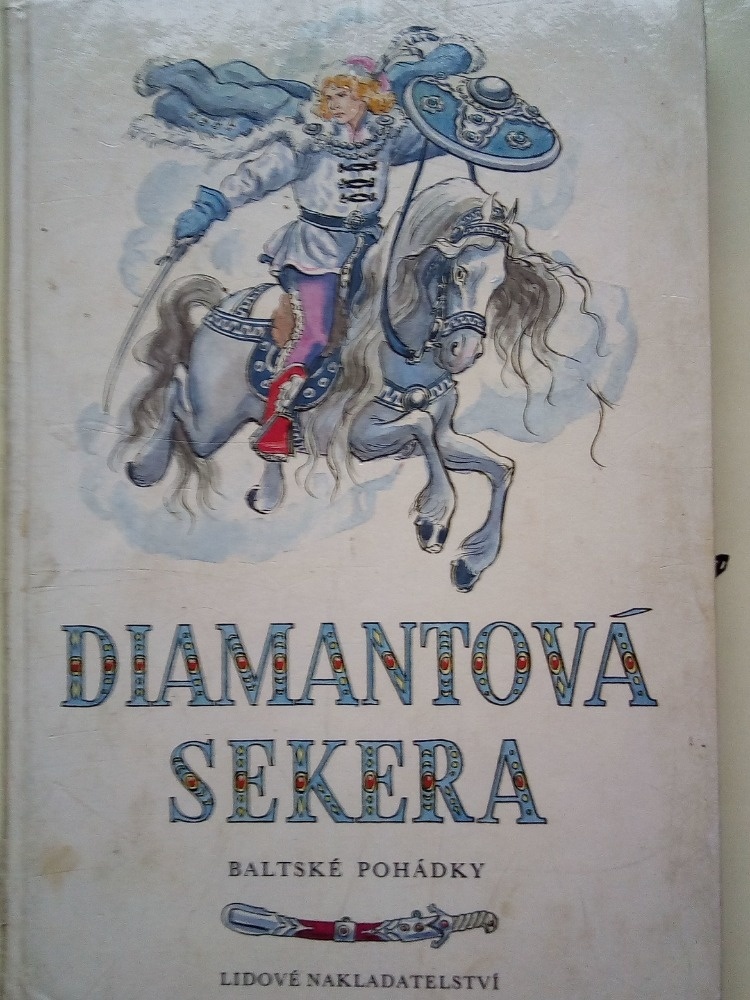 DIAMANTOVÁ
SEKERA
BALTSKÉ POHÁDKY
LIDOVÉ NAKLADATELSTVÍ